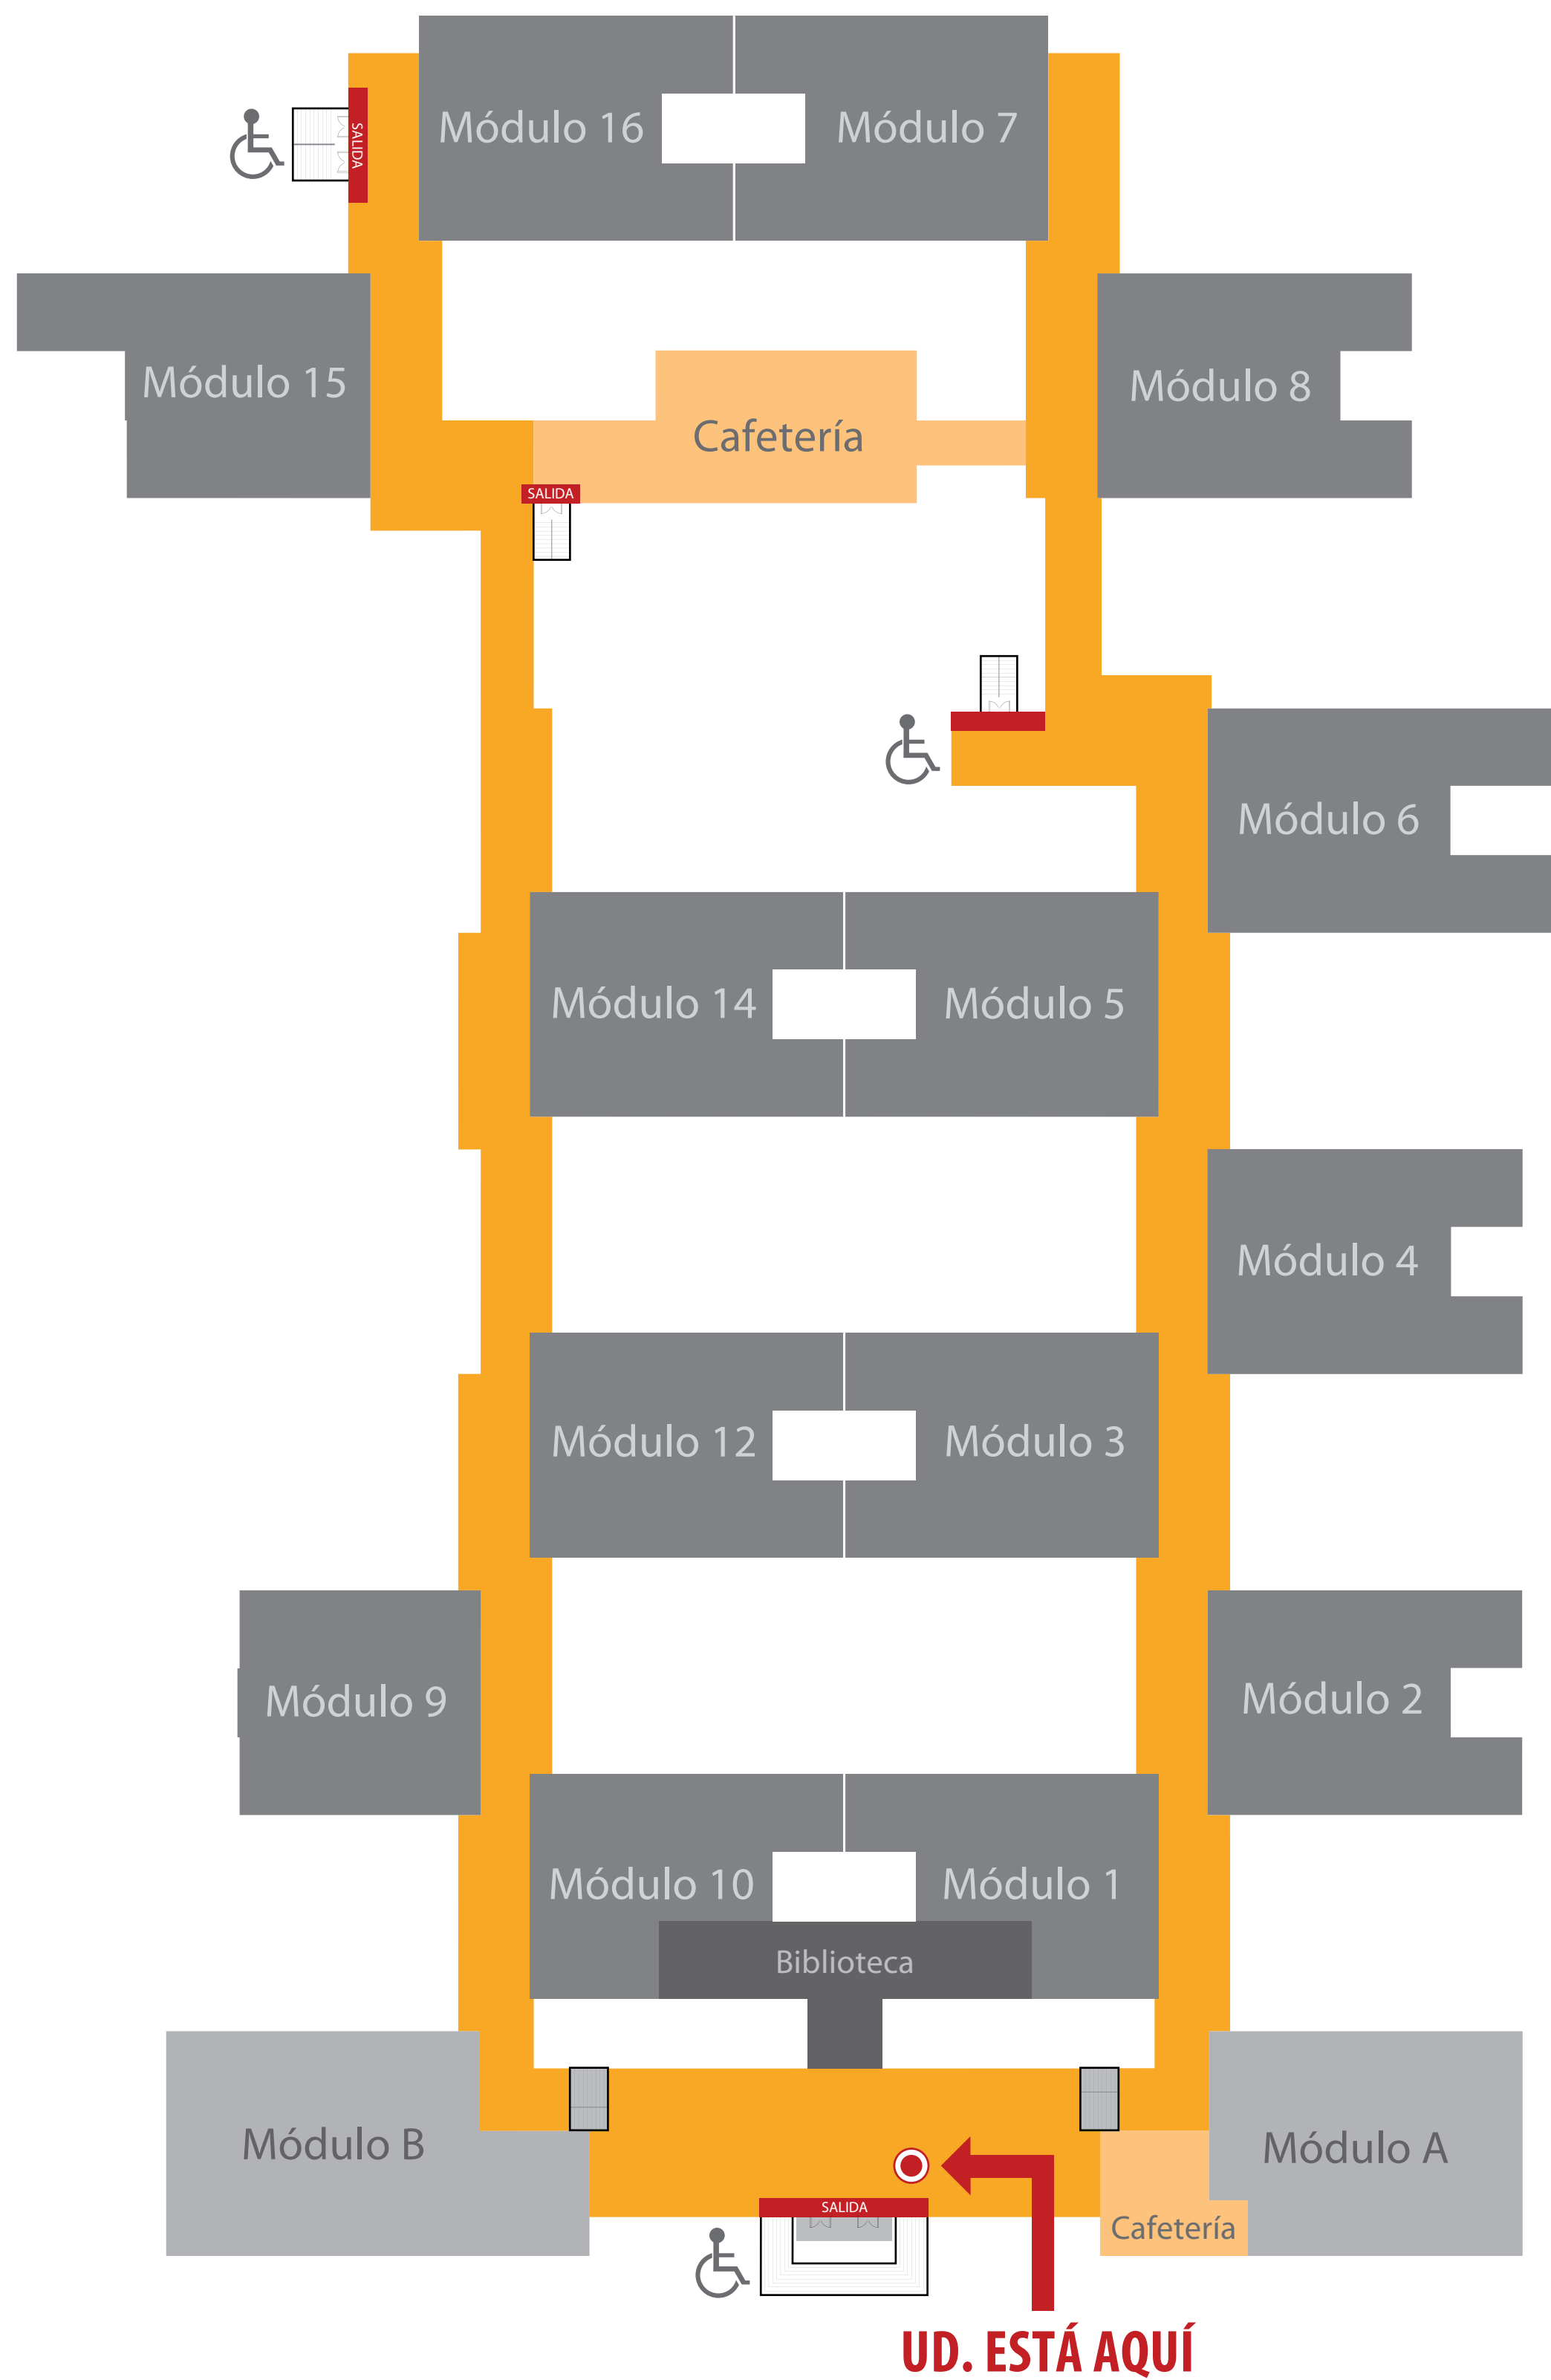 Módulo 16
Módulo 7
SALIDA
Módulo 15
Módulo 8
Cafetería
SALIDA
Módulo 6
Módulo 14
Módulo 5
Módulo 4
Módulo 12
Módulo 3
Módulo 9
Módulo 2
Módulo 10
Módulo 1
Biblioteca
Módulo B
Módulo A
SALIDA
Cafetería
UD. ESTÁ AQUÍ